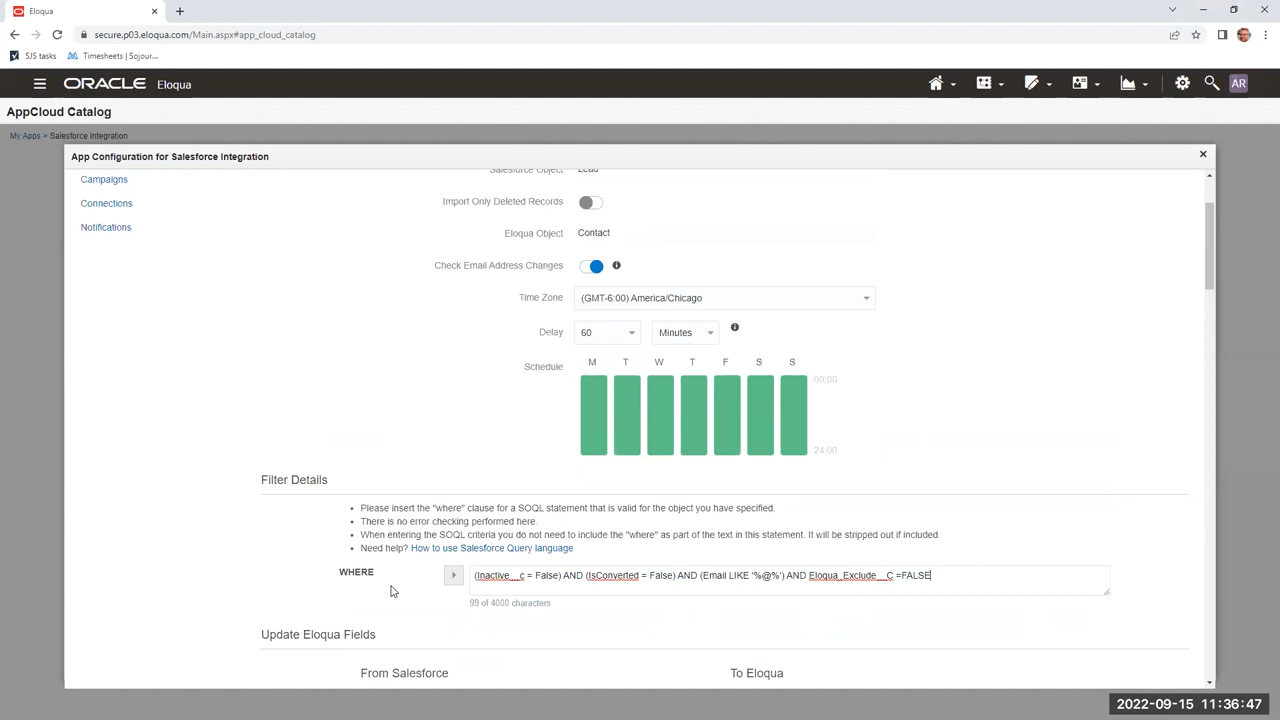 Eloqua
secure.p03.eloqua.com/Main.aspx#app_cloud_catalog
SJS tasks
Timesheets | Sojour...
ORACLE Eloqua
AR
AppCloud Catalog
My Apps > Salesforce Integration
App Configuration for Salesforce Integration
Campaigns
Connections
Notifications
Salesforce Object Lead
Import Only Deleted Records
Eloqua Object Contact
Check Email Address Changes
Time Zone (GMT-6:00) America/Chicago
Delay 60 Minutes
Schedule M T W T F S S
00:00
24:00
Filter Details
• Please insert the "where" clause for a SOQL statement that is valid for the object you have specified.
• There is no error checking performed here.
• When entering the SOQL criteria you do not need to include the "where" as part of the text in this statement. It will be stripped out if included.
• Need help? How to use Salesforce Query language
WHERE (Inactive__c = False) AND (IsConverted = False) AND (Email LIKE '%@%') AND Eloqua_Exclude__C =FALSE
99 of 4000 characters
Update Eloqua Fields
From Salesforce To Eloqua
2022-09-15 11:36:47